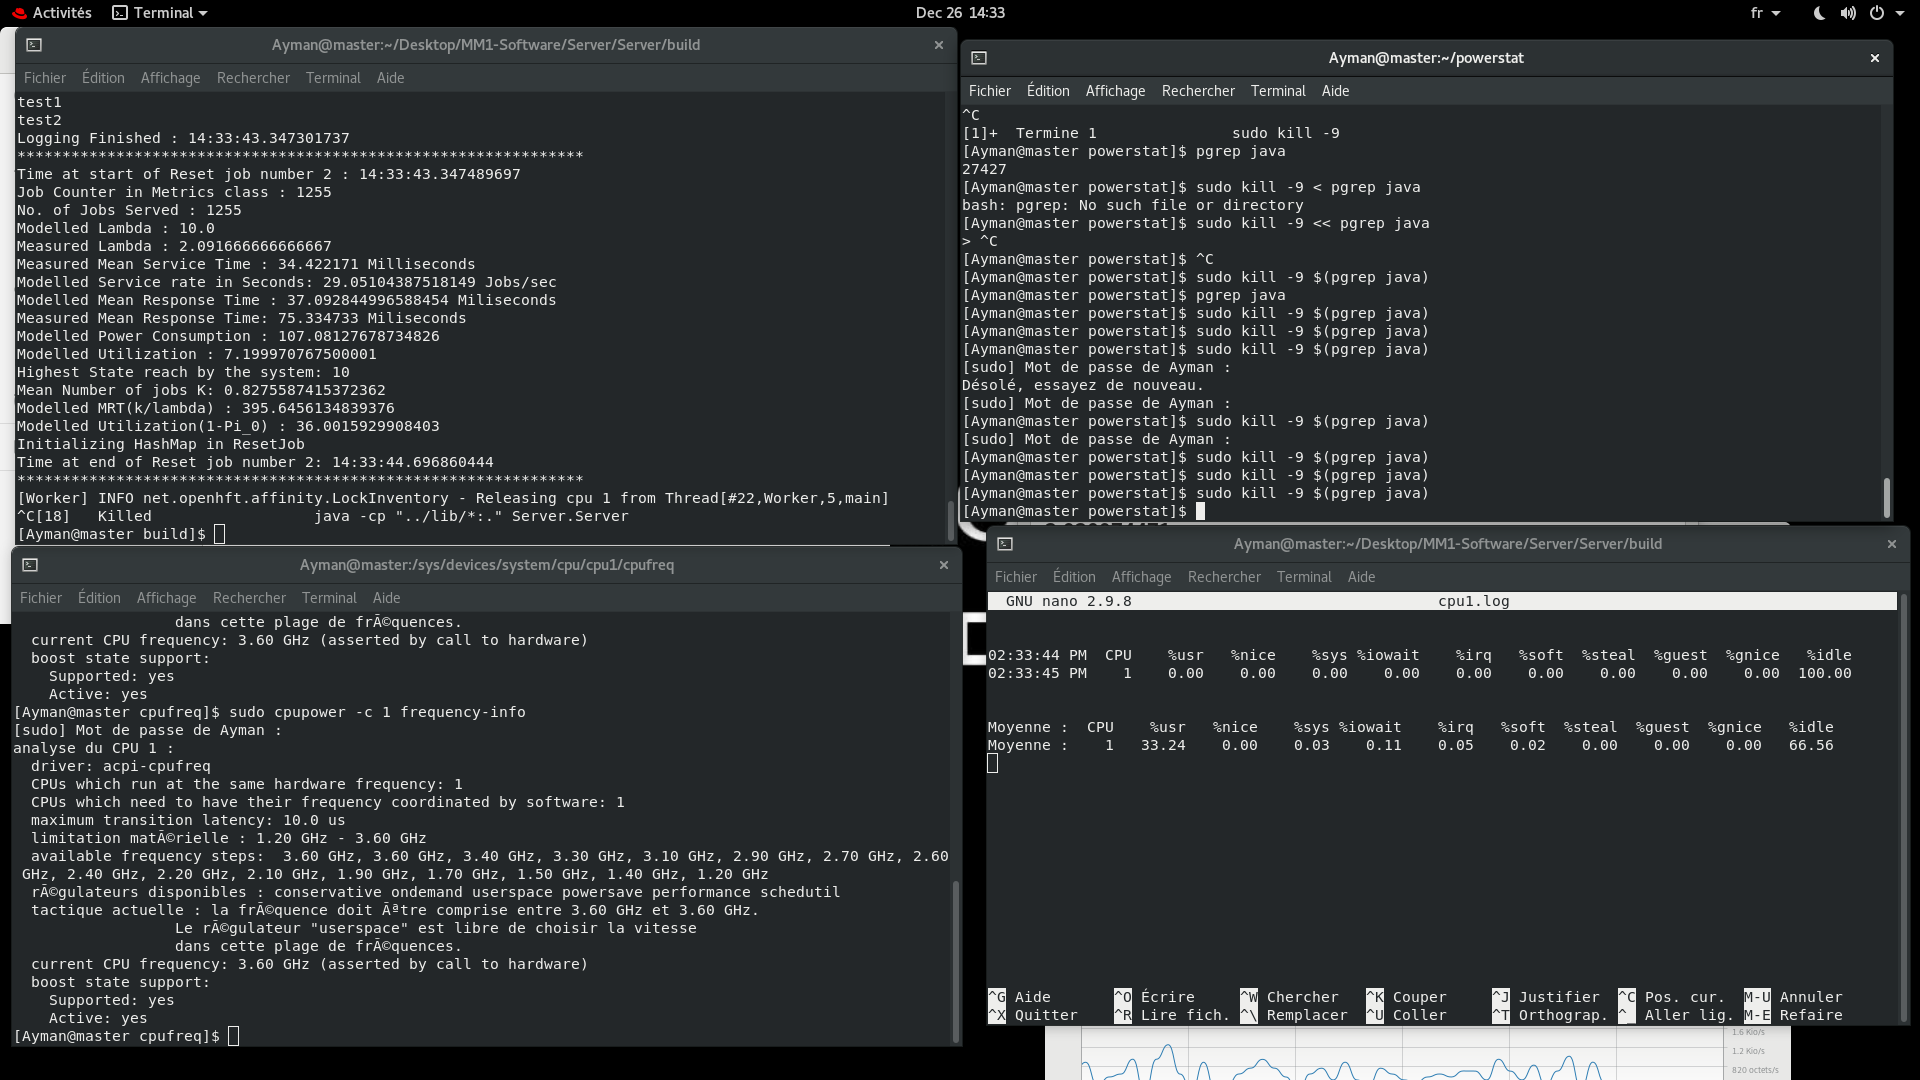 Activités Terminal Dec 26 14:33 fr
Ayman@master:~/Desktop/MM1-Software/Server/Server/build
Fichier Édition Affichage Rechercher Terminal Aide
test1
test2
Logging Finished : 14:33:43.347301737
***************************************************************
Time at start of Reset job number 2 : 14:33:43.347489697
Job Counter in Metrics class : 1255
No. of Jobs Served : 1255
Modelled Lambda : 10.0
Measured Lambda : 2.091666666666667
Measured Mean Service Time : 34.422171 Milliseconds
Modelled Service rate in Seconds: 29.05104387518149 Jobs/sec
Modelled Mean Response Time : 37.092844996588454 Miliseconds
Measured Mean Response Time: 75.334733 Miliseconds
Modelled Power Consumption : 107.08127678734826
Modelled Utilization : 7.199970767500001
Highest State reach by the system: 10
Mean Number of jobs K: 0.8275587415372362
Modelled MRT(k/lambda) : 395.6456134839376
Modelled Utilization(1-Pi_0) : 36.0015929908403
Initializing HashMap in ResetJob
Time at end of Reset job number 2: 14:33:44.696860444
***************************************************************
[Worker] INFO net.openhft.affinity.LockInventory - Releasing cpu 1 from Thread[#22,Worker,5,main]
^C[18]   Killed                  java -cp "../lib/*:." Server.Server
[Ayman@master build]$
Ayman@master:~/powerstat
Fichier Édition Affichage Rechercher Terminal Aide
^C
[1]+  Termine 1               sudo kill -9
[Ayman@master powerstat]$ pgrep java
27427
[Ayman@master powerstat]$ sudo kill -9 < pgrep java
bash: pgrep: No such file or directory
[Ayman@master powerstat]$ sudo kill -9 << pgrep java
> ^C
[Ayman@master powerstat]$ ^C
[Ayman@master powerstat]$ sudo kill -9 $(pgrep java)
[Ayman@master powerstat]$ pgrep java
[Ayman@master powerstat]$ sudo kill -9 $(pgrep java)
[Ayman@master powerstat]$ sudo kill -9 $(pgrep java)
[Ayman@master powerstat]$ sudo kill -9 $(pgrep java)
[sudo] Mot de passe de Ayman :
Désolé, essayez de nouveau.
[sudo] Mot de passe de Ayman :
[Ayman@master powerstat]$ sudo kill -9 $(pgrep java)
[sudo] Mot de passe de Ayman :
[Ayman@master powerstat]$ sudo kill -9 $(pgrep java)
[Ayman@master powerstat]$ sudo kill -9 $(pgrep java)
[Ayman@master powerstat]$ sudo kill -9 $(pgrep java)
[Ayman@master powerstat]$
Ayman@master:/sys/devices/system/cpu/cpu1/cpufreq
Fichier Édition Affichage Rechercher Terminal Aide
dans cette plage de frÃ©quences.
current CPU frequency: 3.60 GHz (asserted by call to hardware)
boost state support:
Supported: yes
Active: yes
[Ayman@master cpufreq]$ sudo cpupower -c 1 frequency-info
[sudo] Mot de passe de Ayman :
analyse du CPU 1 :
driver: acpi-cpufreq
CPUs which run at the same hardware frequency: 1
CPUs which need to have their frequency coordinated by software: 1
maximum transition latency: 10.0 us
limitation matÃ©rielle : 1.20 GHz - 3.60 GHz
available frequency steps:  3.60 GHz, 3.60 GHz, 3.40 GHz, 3.30 GHz, 3.10 GHz, 2.90 GHz, 2.70 GHz, 2.60
GHz, 2.40 GHz, 2.20 GHz, 2.10 GHz, 1.90 GHz, 1.70 GHz, 1.50 GHz, 1.40 GHz, 1.20 GHz
rÃ©gulateurs disponibles : conservative ondemand userspace powersave performance schedutil
tactique actuelle : la frÃ©quence doit Ãªtre comprise entre 3.60 GHz et 3.60 GHz.
Le rÃ©gulateur "userspace" est libre de choisir la vitesse
dans cette plage de frÃ©quences.
current CPU frequency: 3.60 GHz (asserted by call to hardware)
boost state support:
Supported: yes
Active: yes
[Ayman@master cpufreq]$
Ayman@master:~/Desktop/MM1-Software/Server/Server/build
Fichier Édition Affichage Rechercher Terminal Aide
GNU nano 2.9.8 cpu1.log
02:33:44 PM  CPU    %usr   %nice    %sys %iowait    %irq   %soft  %steal  %guest  %gnice   %idle
02:33:45 PM    1    0.00    0.00    0.00    0.00    0.00    0.00    0.00    0.00    0.00  100.00
Moyenne :  CPU    %usr   %nice    %sys %iowait    %irq   %soft  %steal  %guest  %gnice   %idle
Moyenne :    1   33.24    0.00    0.03    0.11    0.05    0.02    0.00    0.00    0.00   66.56
^G Aide ^O Écrire ^W Chercher ^K Couper ^J Justifier ^C Pos. cur. M-U Annuler
^X Quitter ^R Lire fich. ^\ Remplacer ^U Coller ^T Orthograp. ^_ Aller lig. M-E Refaire
1.6 Kio/s
1.2 Kio/s
820 octets/s